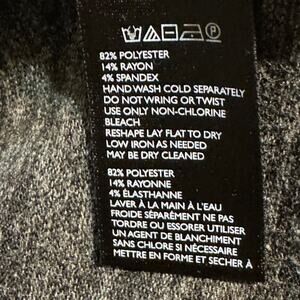 82% POLYESTER
14% RAYON
4% SPANDEX
HAND WASH COLD SEPARATELY
DO NOT WRING OR TWIST
USE ONLY NON-CHLORINE
BLEACH
RESHAPE LAY FLAT TO DRY
LOW IRON AS NEEDED
MAY BE DRY CLEANED
82% POLYESTER
14% RAYONNE
4% ÉLASTHANNE
LAVER À LA MAIN À L'EAU
FROIDE SÉPARÉMENT NE PAS
TORDRE OU ESSORER UTILISER
UN AGENT DE BLANCHIMENT
SANS CHLORE SI NÉCESSAIRE
METTRE EN FORME ET SECHER À